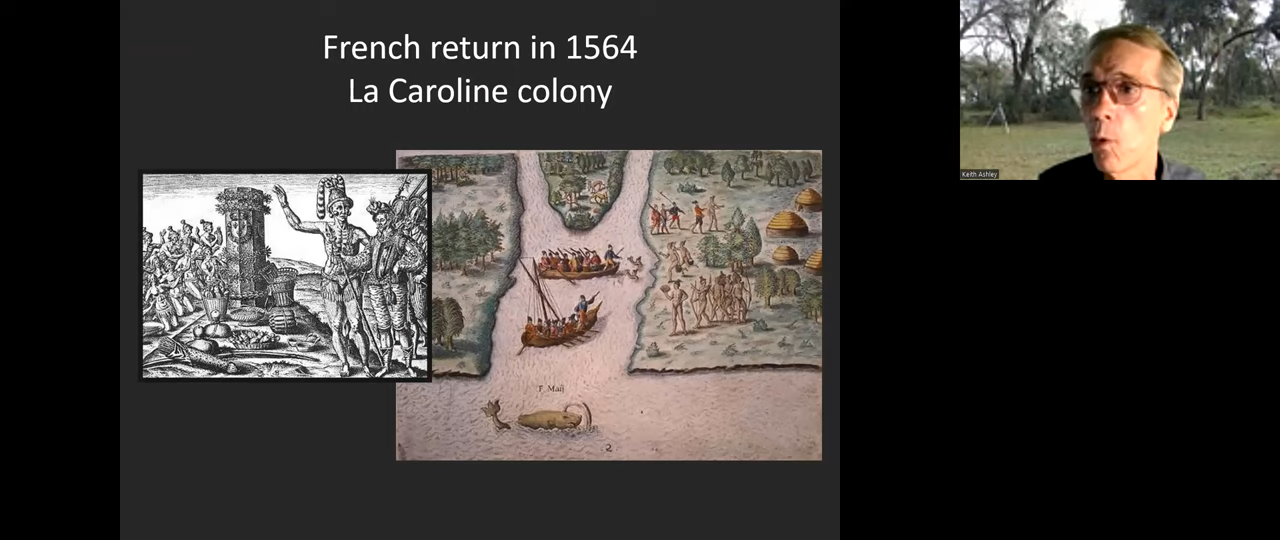 French return in 1564
La Caroline colony
Keith Ashley
F. Maij
2